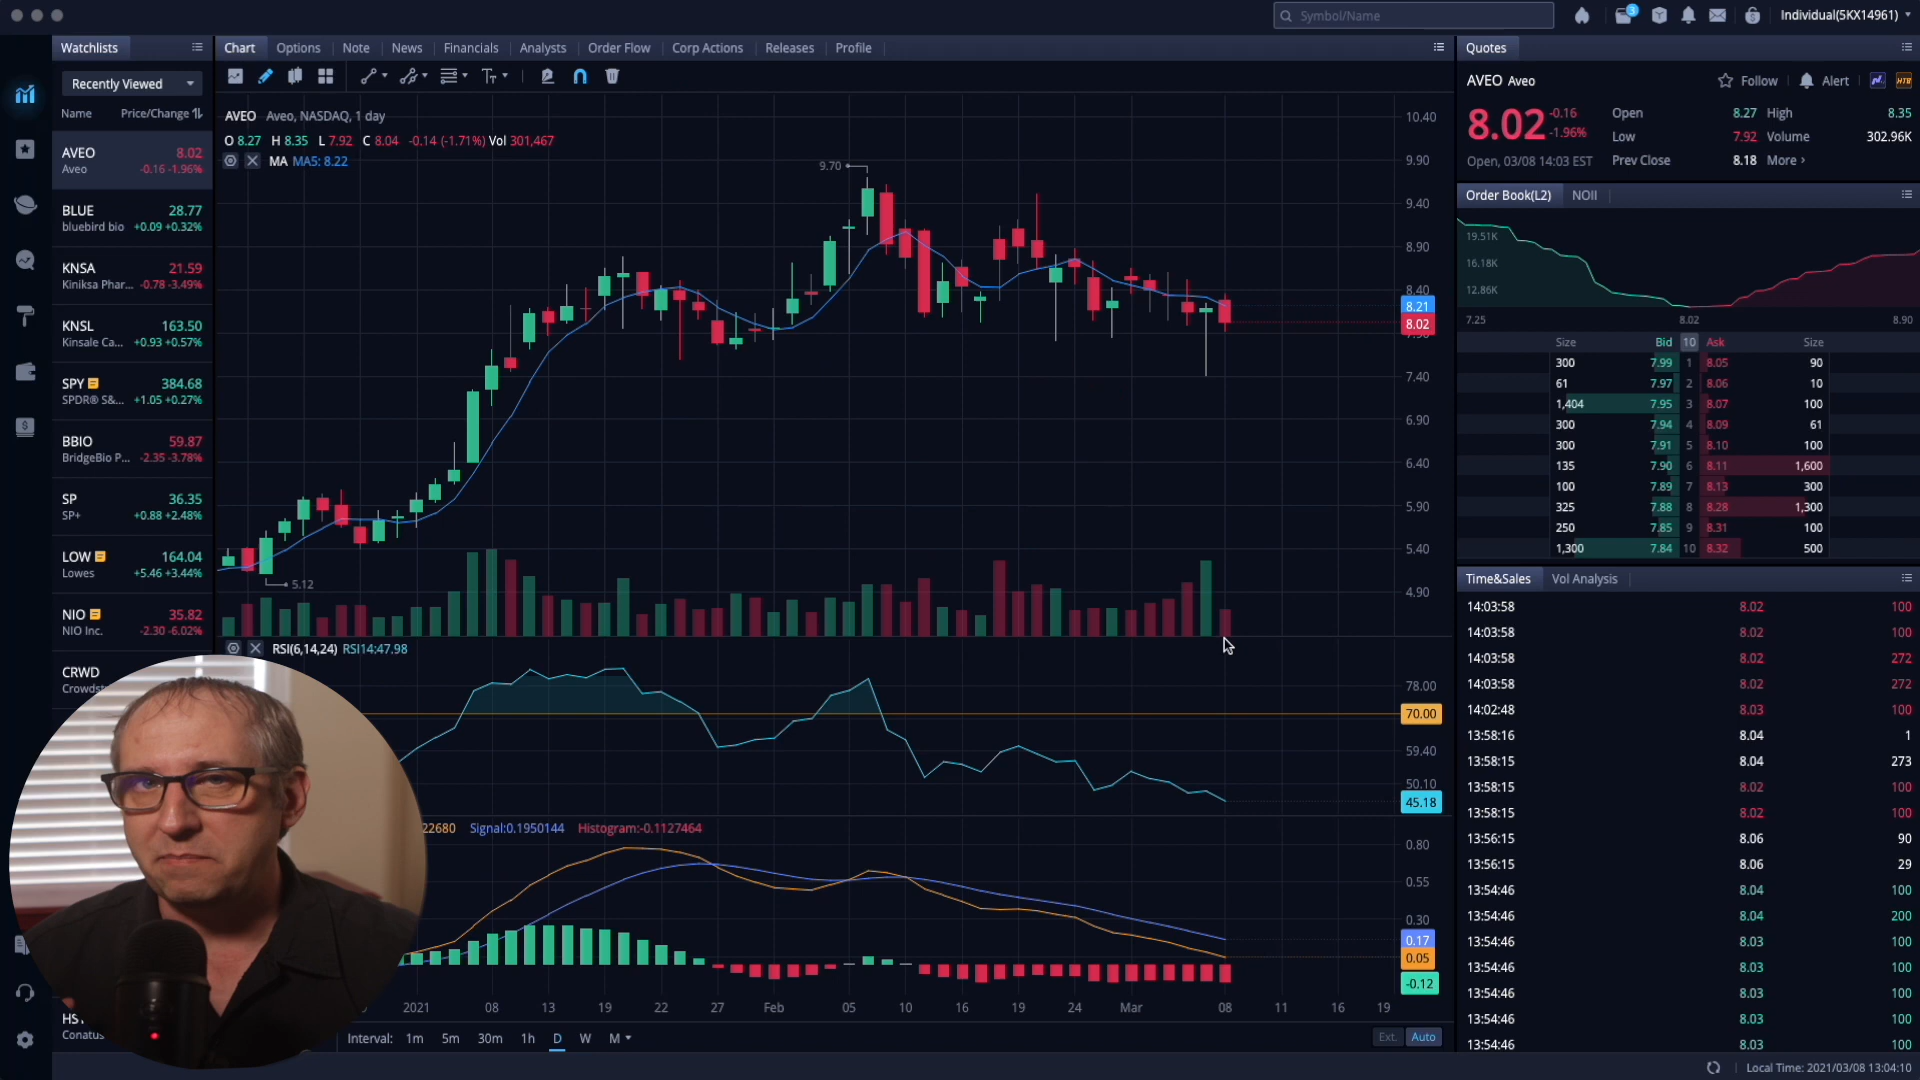 Symbol/Name
3
Individual(5KX14961)
Watchlists
Recently Viewed
Name Price/Change
AVEO 8.02
Aveo -0.16 -1.96%
BLUE 28.77
bluebird bio +0.09 +0.32%
KNSA 21.59
Kiniksa Phar... -0.78 -3.49%
KNSL 163.50
Kinsale Ca... +0.93 +0.57%
SPY 384.68
SPDR® S&... +1.05 +0.27%
BBIO 59.87
BridgeBio P... -2.35 -3.78%
SP 36.35
SP+ +0.88 +2.48%
LOW 164.04
Lowes +5.46 +3.44%
NIO 35.82
NIO Inc. -2.30 -6.02%
CRWD
Conatus
Chart Options Note News Financials Analysts Order Flow Corp Actions Releases Profile
AVEO Aveo, NASDAQ, 1 day
O 8.27 H 8.35 L 7.92 C 8.04 -0.14 (-1.71%) Vol 301,467
MA MA5: 8.22
9.70
5.12
10.40
9.90
9.40
8.90
8.40
8.21
8.02
7.90
7.40
6.90
6.40
5.90
5.40
4.90
RSI(6,14,24) RSI14:47.98
78.00
70.00
59.40
50.10
45.18
22680 Signal:0.1950144 Histogram:-0.1127464
0.80
0.55
0.30
0.17
0.05
-0.12
2021 08 13 19 22 27 Feb 05 10 16 19 24 Mar 08 11 16 19
Interval: 1m 5m 30m 1h D W M
Ext. Auto
Quotes
AVEO Aveo Follow Alert HTB
8.02 -0.16 -1.96%
Open, 03/08 14:03 EST
Open 8.27 High 8.35
Low 7.92 Volume 302.96K
Prev Close 8.18 More
Order Book(L2) NOII
19.51K
16.18K
12.86K
7.25 8.02 8.90
Size Bid 10 Ask Size
300 7.99 1 8.05 90
61 7.97 2 8.06 10
1,404 7.95 3 8.07 100
300 7.94 4 8.09 61
300 7.91 5 8.10 100
135 7.90 6 8.11 1,600
100 7.89 7 8.13 300
325 7.88 8 8.28 1,300
250 7.85 9 8.31 100
1,300 7.84 10 8.32 500
Time&Sales Vol Analysis
14:03:58 8.02 100
14:03:58 8.02 100
14:03:58 8.02 272
14:03:58 8.02 272
14:02:48 8.03 100
13:58:16 8.04 1
13:58:15 8.04 273
13:58:15 8.02 100
13:58:15 8.02 100
13:56:15 8.06 90
13:56:15 8.06 29
13:54:46 8.04 100
13:54:46 8.04 200
13:54:46 8.03 100
13:54:46 8.03 100
13:54:46 8.03 100
13:54:46 8.03 100
13:54:46 8.03 100
Local Time: 2021/03/08 13:04:10